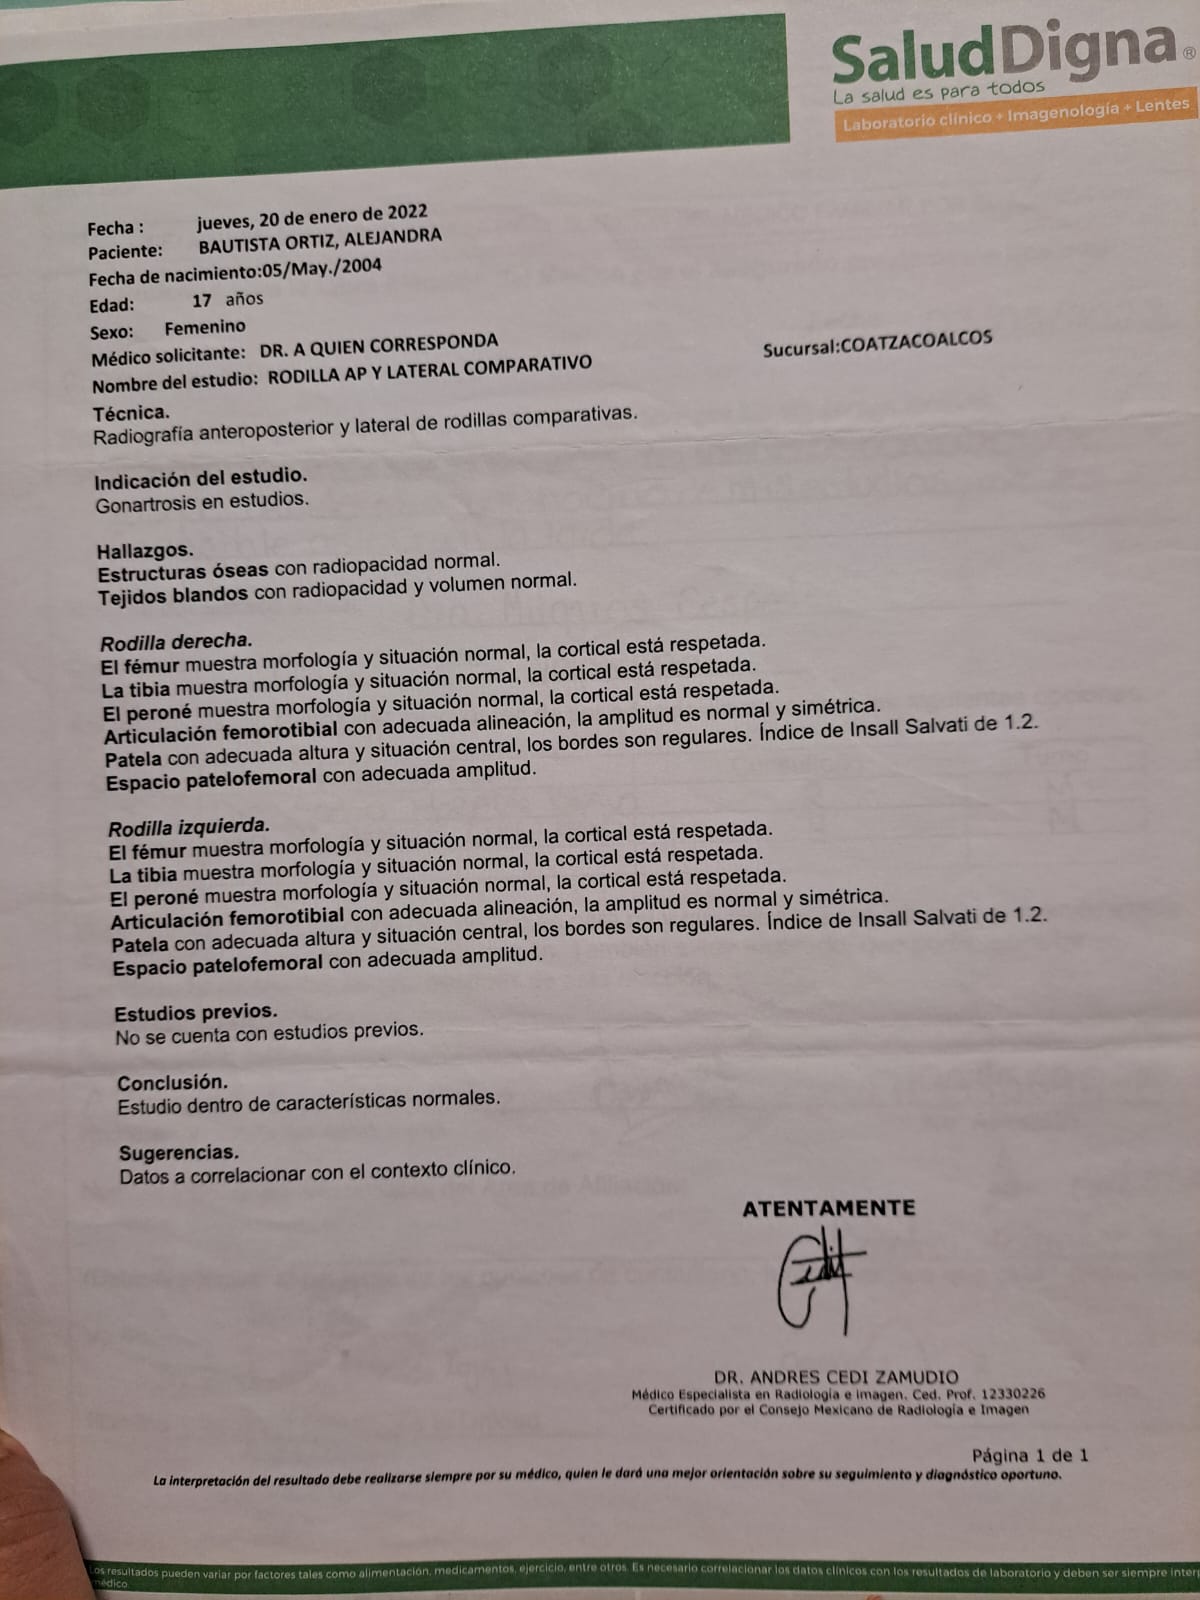 SaludDigna®
La salud es para todos
Laboratorio clínico + Imagenología + Lentes
Fecha : jueves, 20 de enero de 2022
Paciente: BAUTISTA ORTIZ, ALEJANDRA
Fecha de nacimiento:05/May./2004
Edad: 17 años
Sexo: Femenino
Médico solicitante: DR. A QUIEN CORRESPONDA
Sucursal:COATZACOALCOS
Nombre del estudio: RODILLA AP Y LATERAL COMPARATIVO
Técnica.
Radiografía anteroposterior y lateral de rodillas comparativas.
Indicación del estudio.
Gonartrosis en estudios.
Hallazgos.
Estructuras óseas con radiopacidad normal.
Tejidos blandos con radiopacidad y volumen normal.
Rodilla derecha.
El fémur muestra morfología y situación normal, la cortical está respetada.
La tibia muestra morfología y situación normal, la cortical está respetada.
El peroné muestra morfología y situación normal, la cortical está respetada.
Articulación femorotibial con adecuada alineación, la amplitud es normal y simétrica.
Patela con adecuada altura y situación central, los bordes son regulares. Índice de Insall Salvati de 1.2.
Espacio patelofemoral con adecuada amplitud.
Rodilla izquierda.
El fémur muestra morfología y situación normal, la cortical está respetada.
La tibia muestra morfología y situación normal, la cortical está respetada.
El peroné muestra morfología y situación normal, la cortical está respetada.
Articulación femorotibial con adecuada alineación, la amplitud es normal y simétrica.
Patela con adecuada altura y situación central, los bordes son regulares. Índice de Insall Salvati de 1.2.
Espacio patelofemoral con adecuada amplitud.
Estudios previos.
No se cuenta con estudios previos.
Conclusión.
Estudio dentro de características normales.
Sugerencias.
Datos a correlacionar con el contexto clínico.
ATENTAMENTE
DR. ANDRES CEDI ZAMUDIO
Médico Especialista en Radiología e imagen. Ced. Prof. 12330226
Certificado por el Consejo Mexicano de Radiología e Imagen
Página 1 de 1
La interpretación del resultado debe realizarse siempre por su médico, quien le dará una mejor orientación sobre su seguimiento y diagnóstico oportuno.
Los resultados pueden variar por factores tales como alimentación, medicamentos, ejercicio, entre otros. Es necesario correlacionar los datos clínicos con los resultados de laboratorio y deben ser siempre
médico.